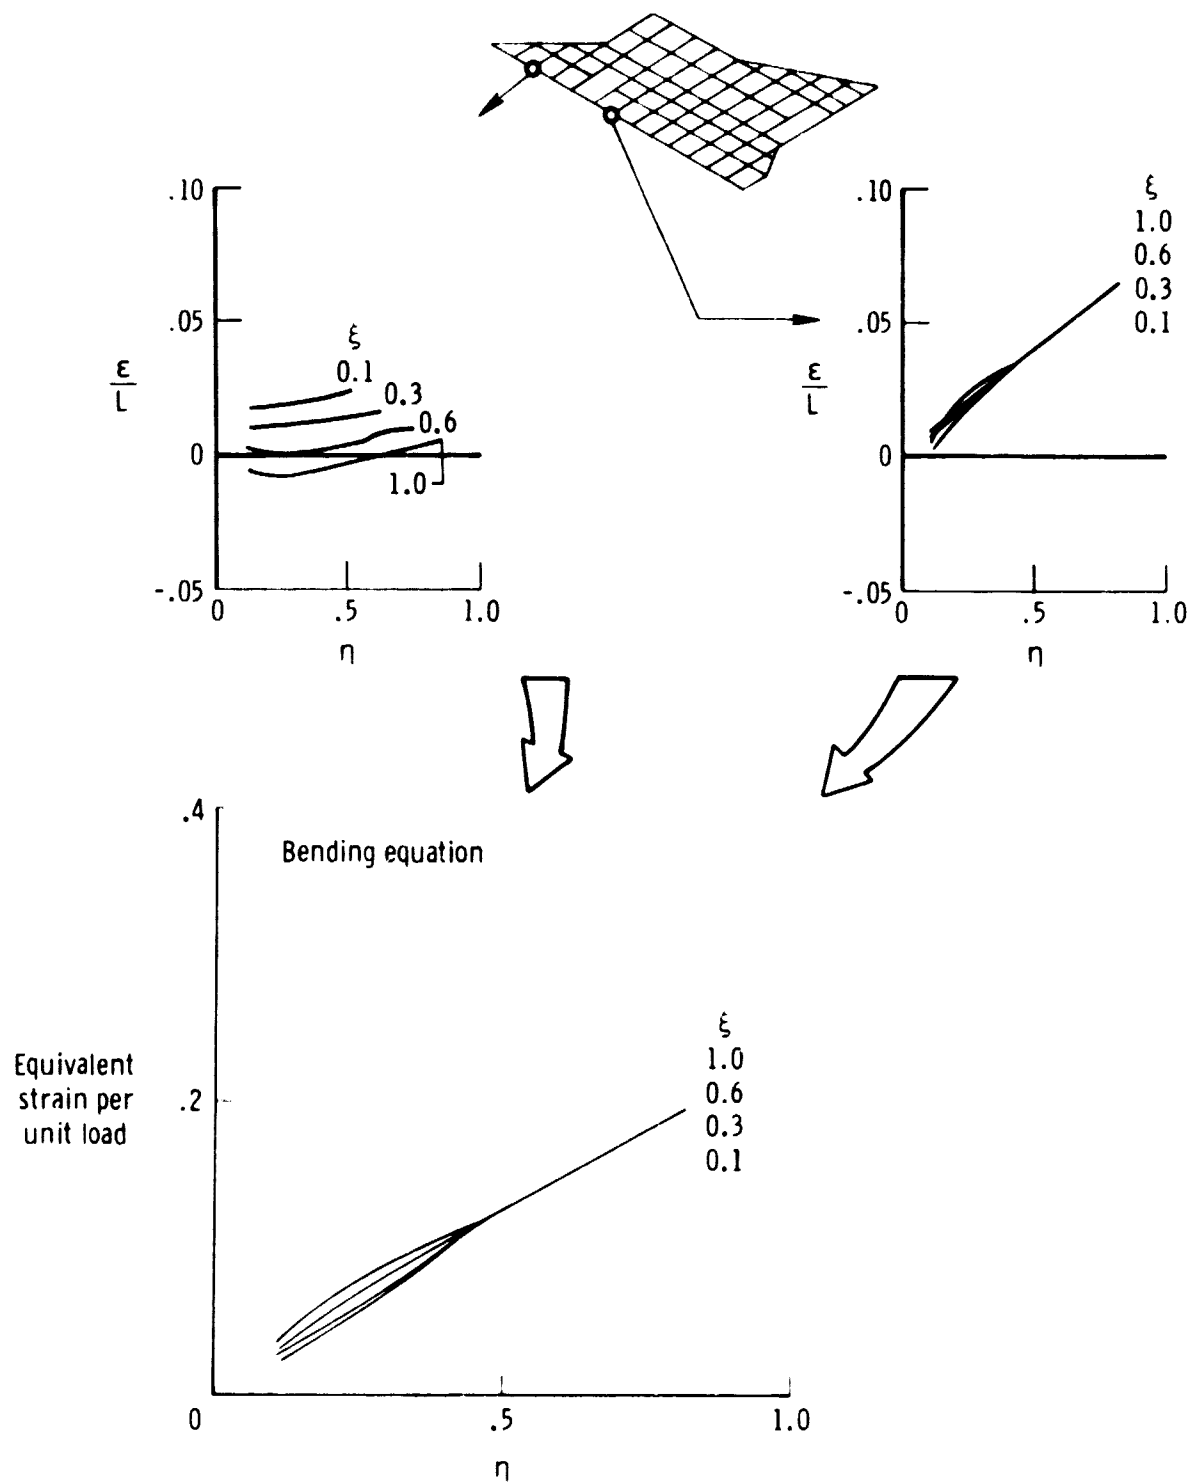 .10
.05
0
-.05
ε
L
ξ
0.1
0.3
0.6
1.0
0 .5 1.0
η
.10
.05
0
-.05
ε
L
ξ
1.0
0.6
0.3
0.1
0 .5 1.0
η
.4
.2
Bending equation
Equivalent
strain per
unit load
ξ
1.0
0.6
0.3
0.1
0 .5 1.0
η